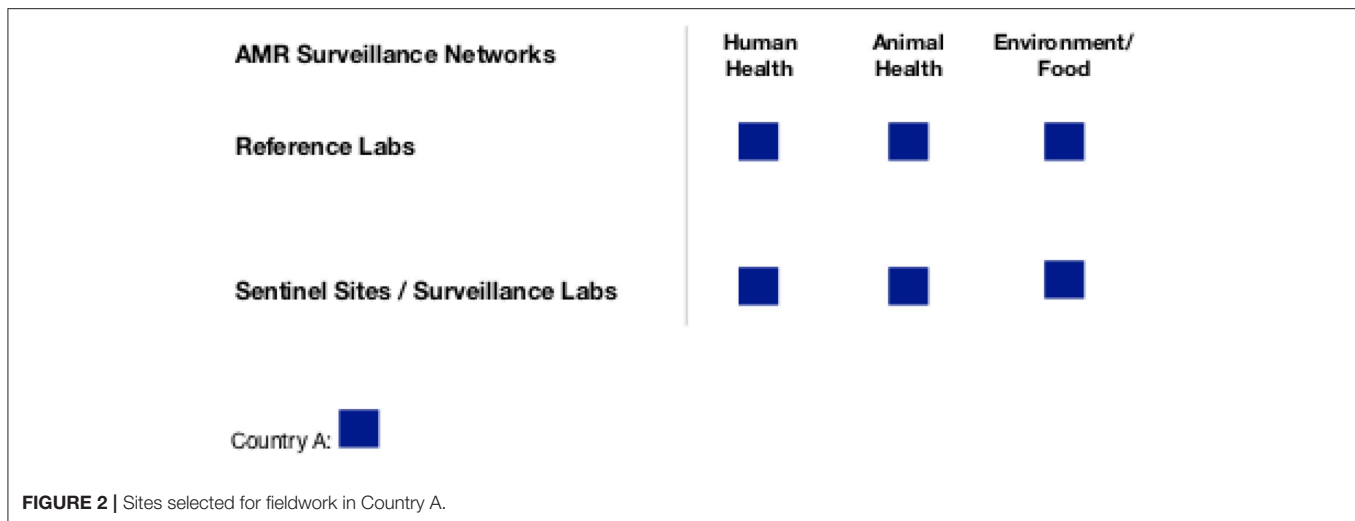 AMR Surveillance Networks
Human Health
Animal Health
Environment/ Food
Reference Labs
Sentinel Sites / Surveillance Labs
Country A:
FIGURE 2 | Sites selected for fieldwork in Country A.